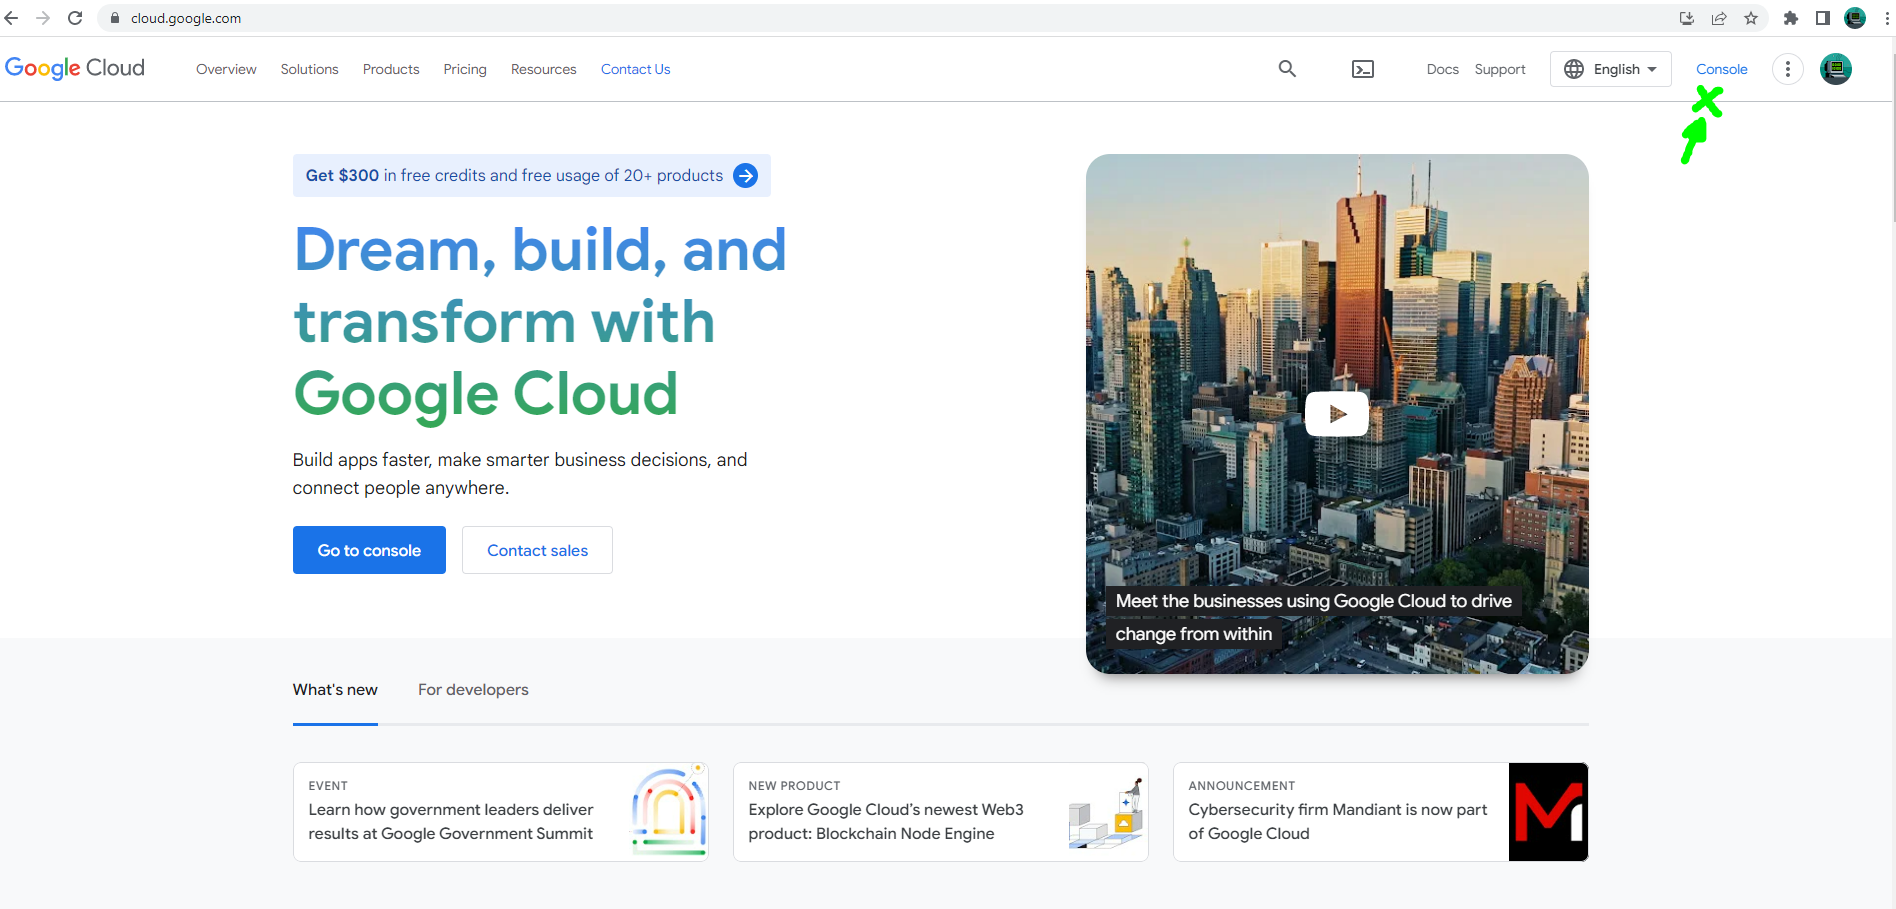 cloud.google.com
Google Cloud
Overview Solutions Products Pricing Resources Contact Us
Docs Support English Console
Get $300 in free credits and free usage of 20+ products
Dream, build, and
transform with
Google Cloud
Build apps faster, make smarter business decisions, and
connect people anywhere.
Go to console Contact sales
Meet the businesses using Google Cloud to drive
change from within
What's new For developers
EVENT
Learn how government leaders deliver
results at Google Government Summit
NEW PRODUCT
Explore Google Cloud’s newest Web3
product: Blockchain Node Engine
ANNOUNCEMENT
Cybersecurity firm Mandiant is now part
of Google Cloud